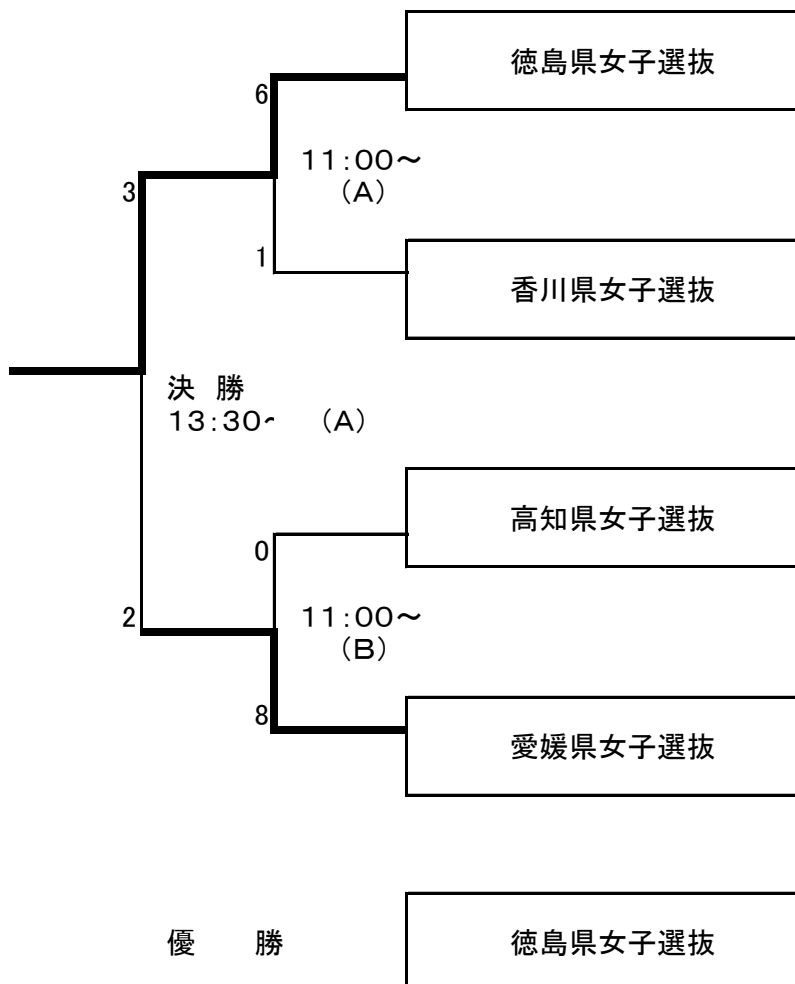 徳島県女子選抜
6
11:00～
(A)
3
1
香川県女子選抜
決 勝
13:30~ (A)
高知県女子選抜
0
2
11:00～
(B)
8
愛媛県女子選抜
優 勝
徳島県女子選抜